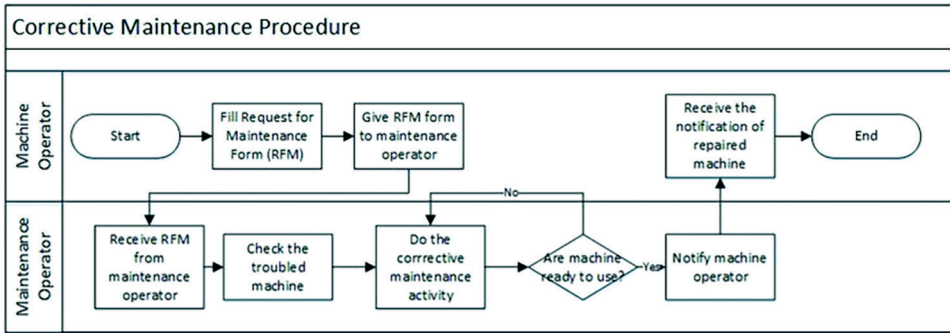 Corrective Maintenance Procedure
Machine
Operator
Start
Fill Request for
Maintenance
Form (RFM)
Give RFM form
to maintenance
operator
Receive the
notification of
repaired
machine
End
No
Maintenance
Operator
Receive RFM
from
maintenance
operator
Check the
troubled
machine
Do the
corrective
maintenance
activity
Are machine
ready to use?
Yes
Notify machine
operator